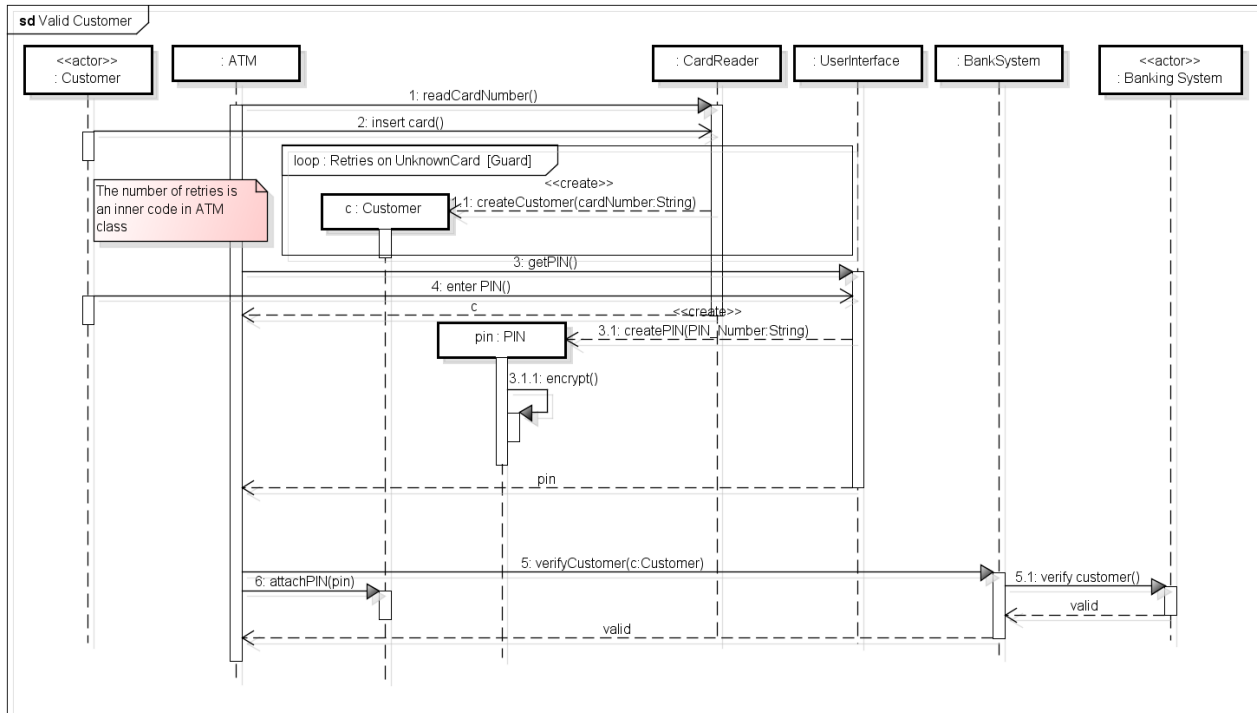 sd Valid Customer
<<actor>>
: Customer
: ATM
: CardReader
: UserInterface
: BankSystem
<<actor>>
: Banking System
1: readCardNumber()
2: insert card()
loop : Retries on UnknownCard [Guard]
<<create>>
1.1: createCustomer(cardNumber:String)
c : Customer
The number of retries is
an inner code in ATM
class
3: getPIN()
4: enter PIN()
c
<<create>>
3.1: createPIN(PIN_Number:String)
pin : PIN
3.1.1: encrypt()
pin
5: verifyCustomer(c:Customer)
6: attachPIN(pin)
5.1: verify customer()
valid
valid